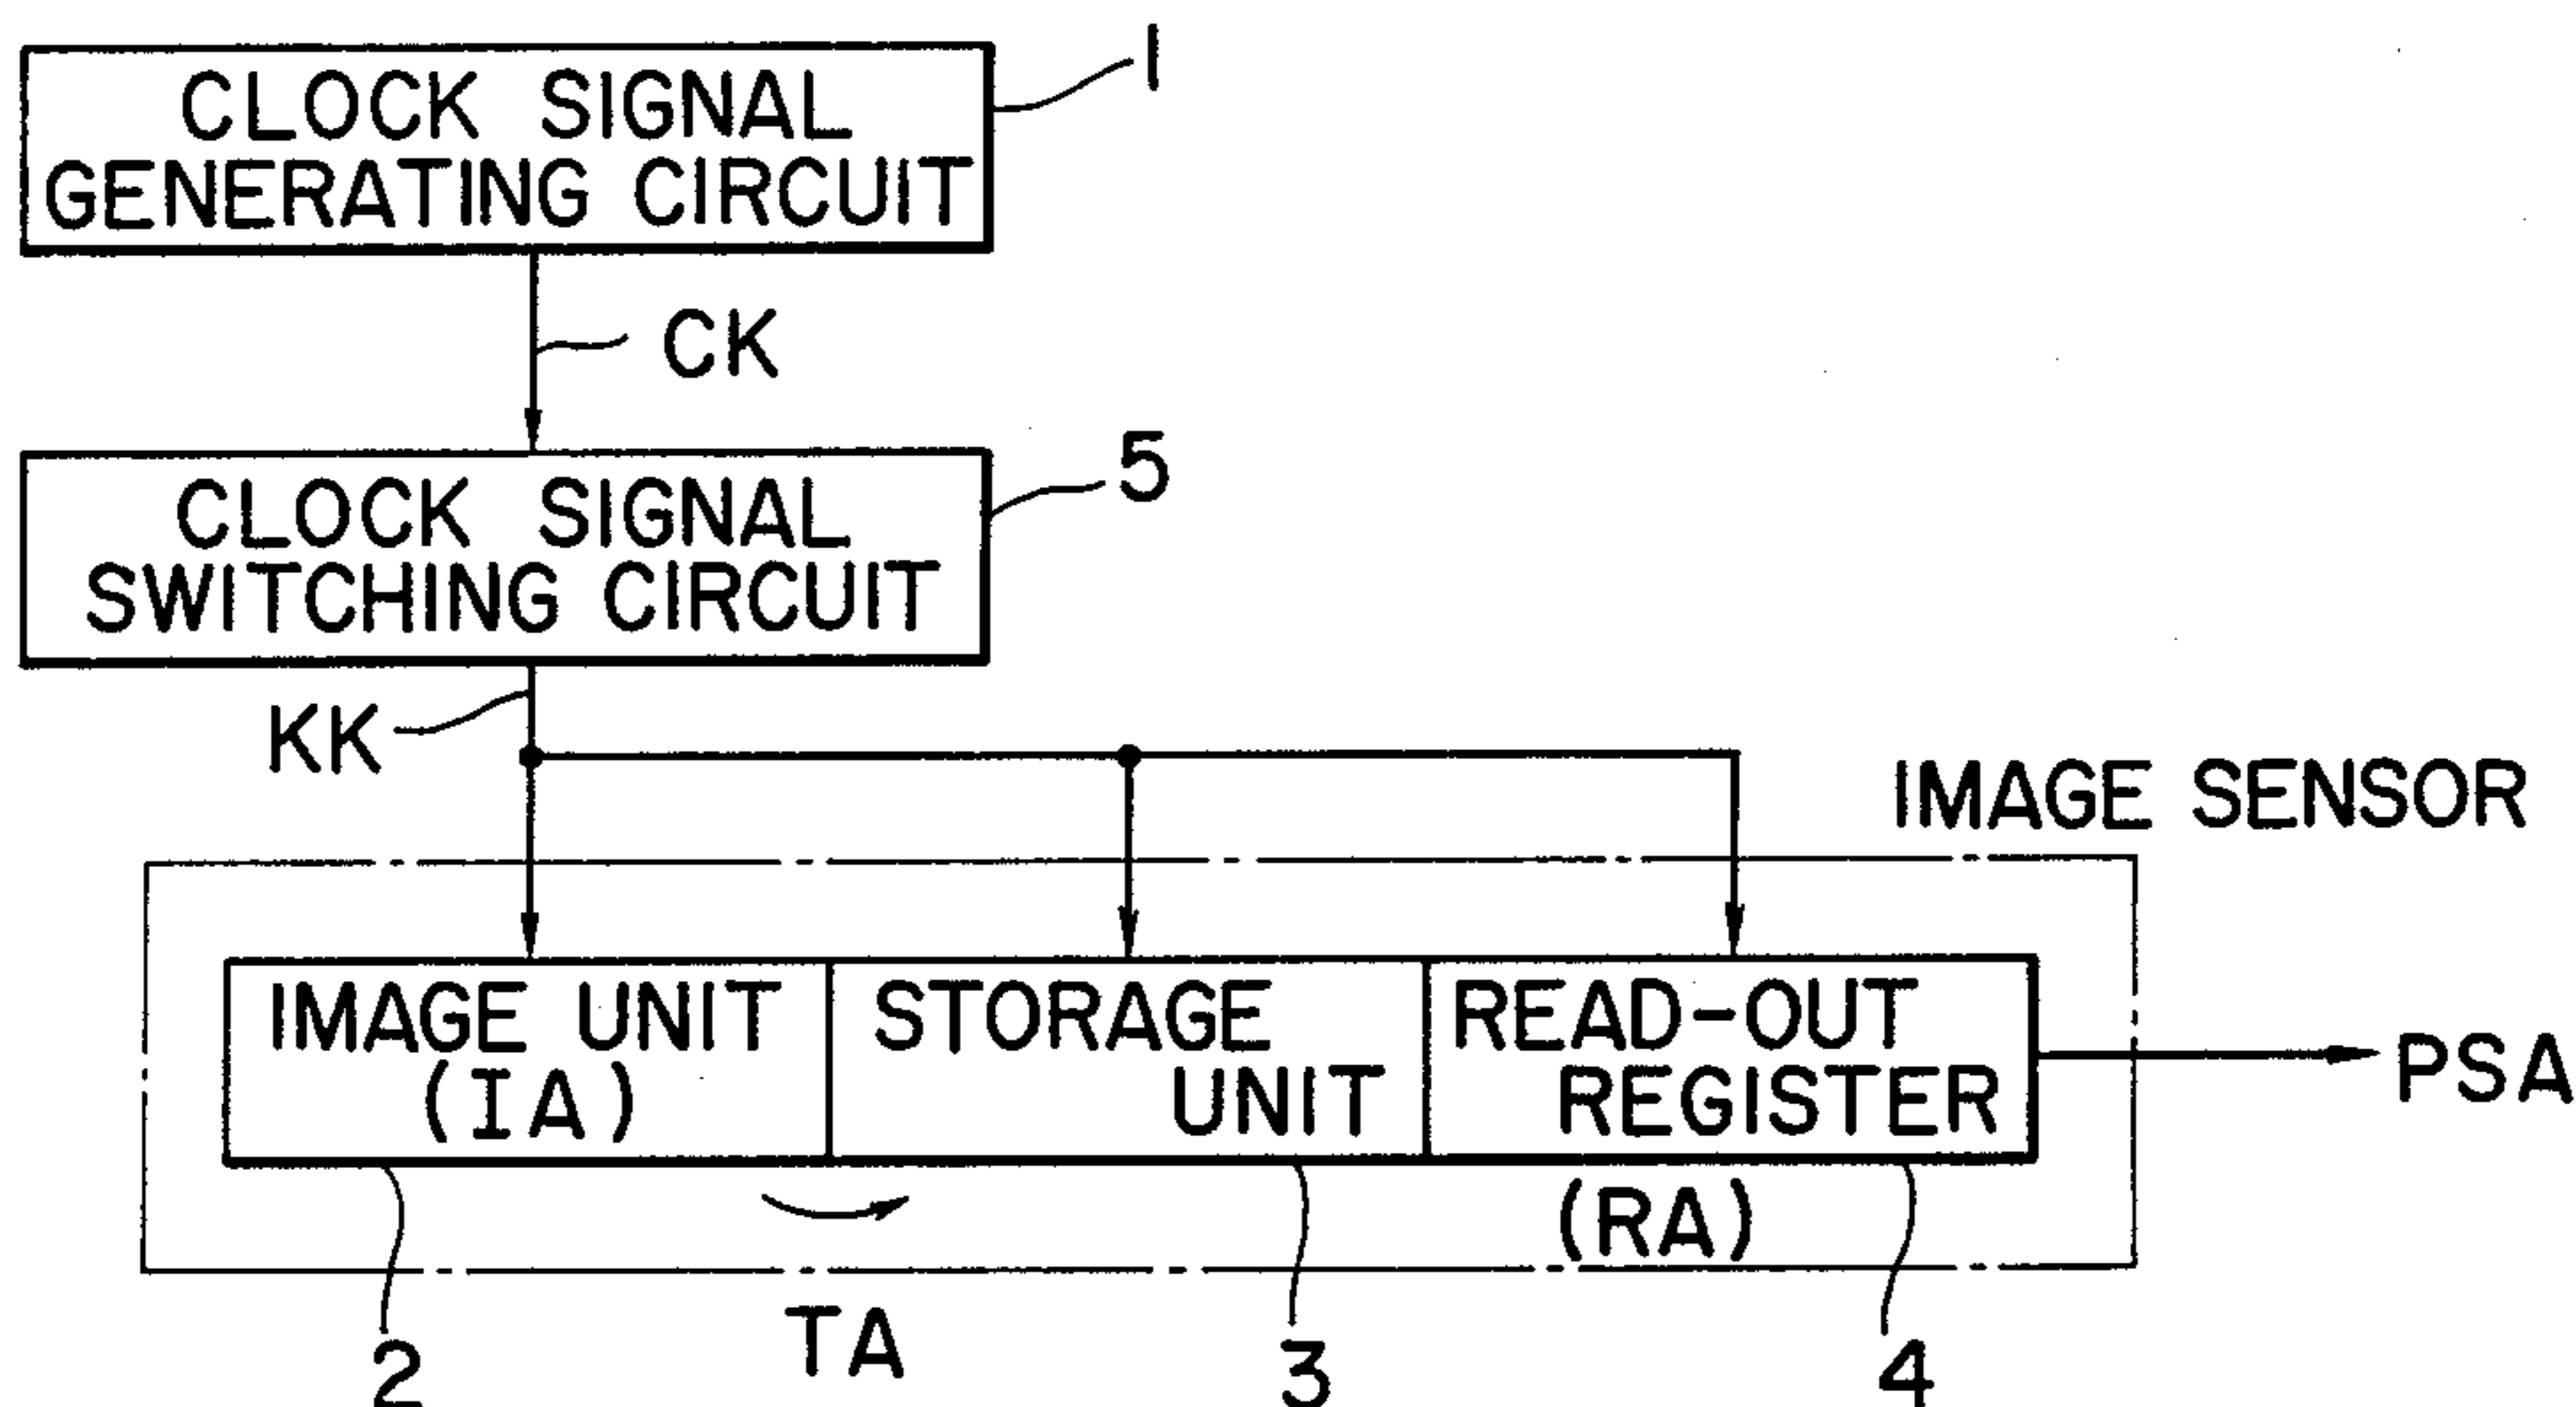 CLOCK SIGNAL
GENERATING CIRCUIT
1
CK
CLOCK SIGNAL
SWITCHING CIRCUIT
5
KK
IMAGE SENSOR
IMAGE UNIT
(IA)
STORAGE
UNIT
READ-OUT
REGISTER
(RA)
PSA
TA
2
3
4